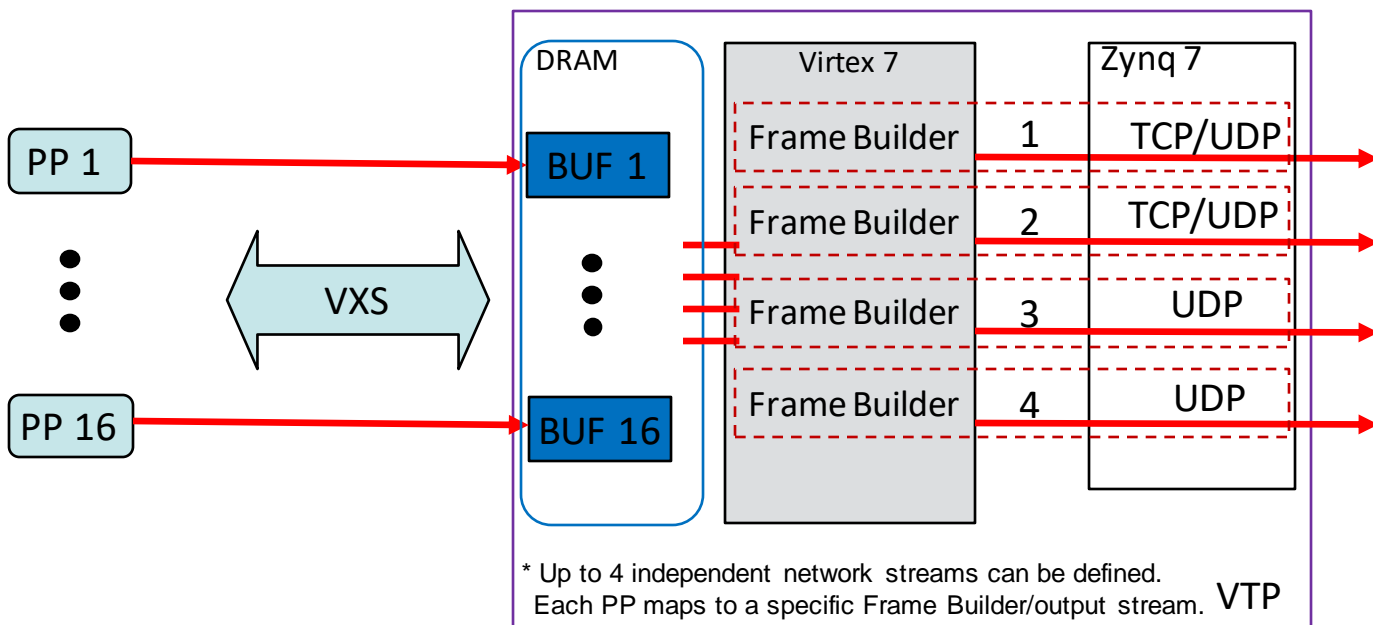 DRAM
Virtex 7
Zynq 7
PP 1
BUF 1
Frame Builder
1
TCP/UDP
Frame Builder
2
TCP/UDP
VXS
Frame Builder
3
UDP
PP 16
BUF 16
Frame Builder
4
UDP
* Up to 4 independent network streams can be defined.
Each PP maps to a specific Frame Builder/output stream.
VTP